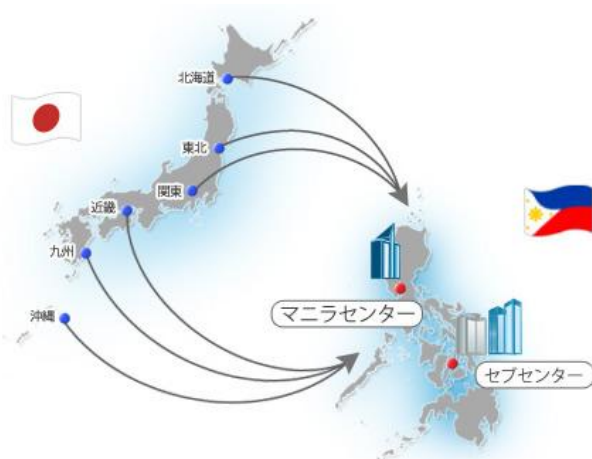 北海道
東北
関東
近畿
九州
沖縄
マニラセンター
セブセンター